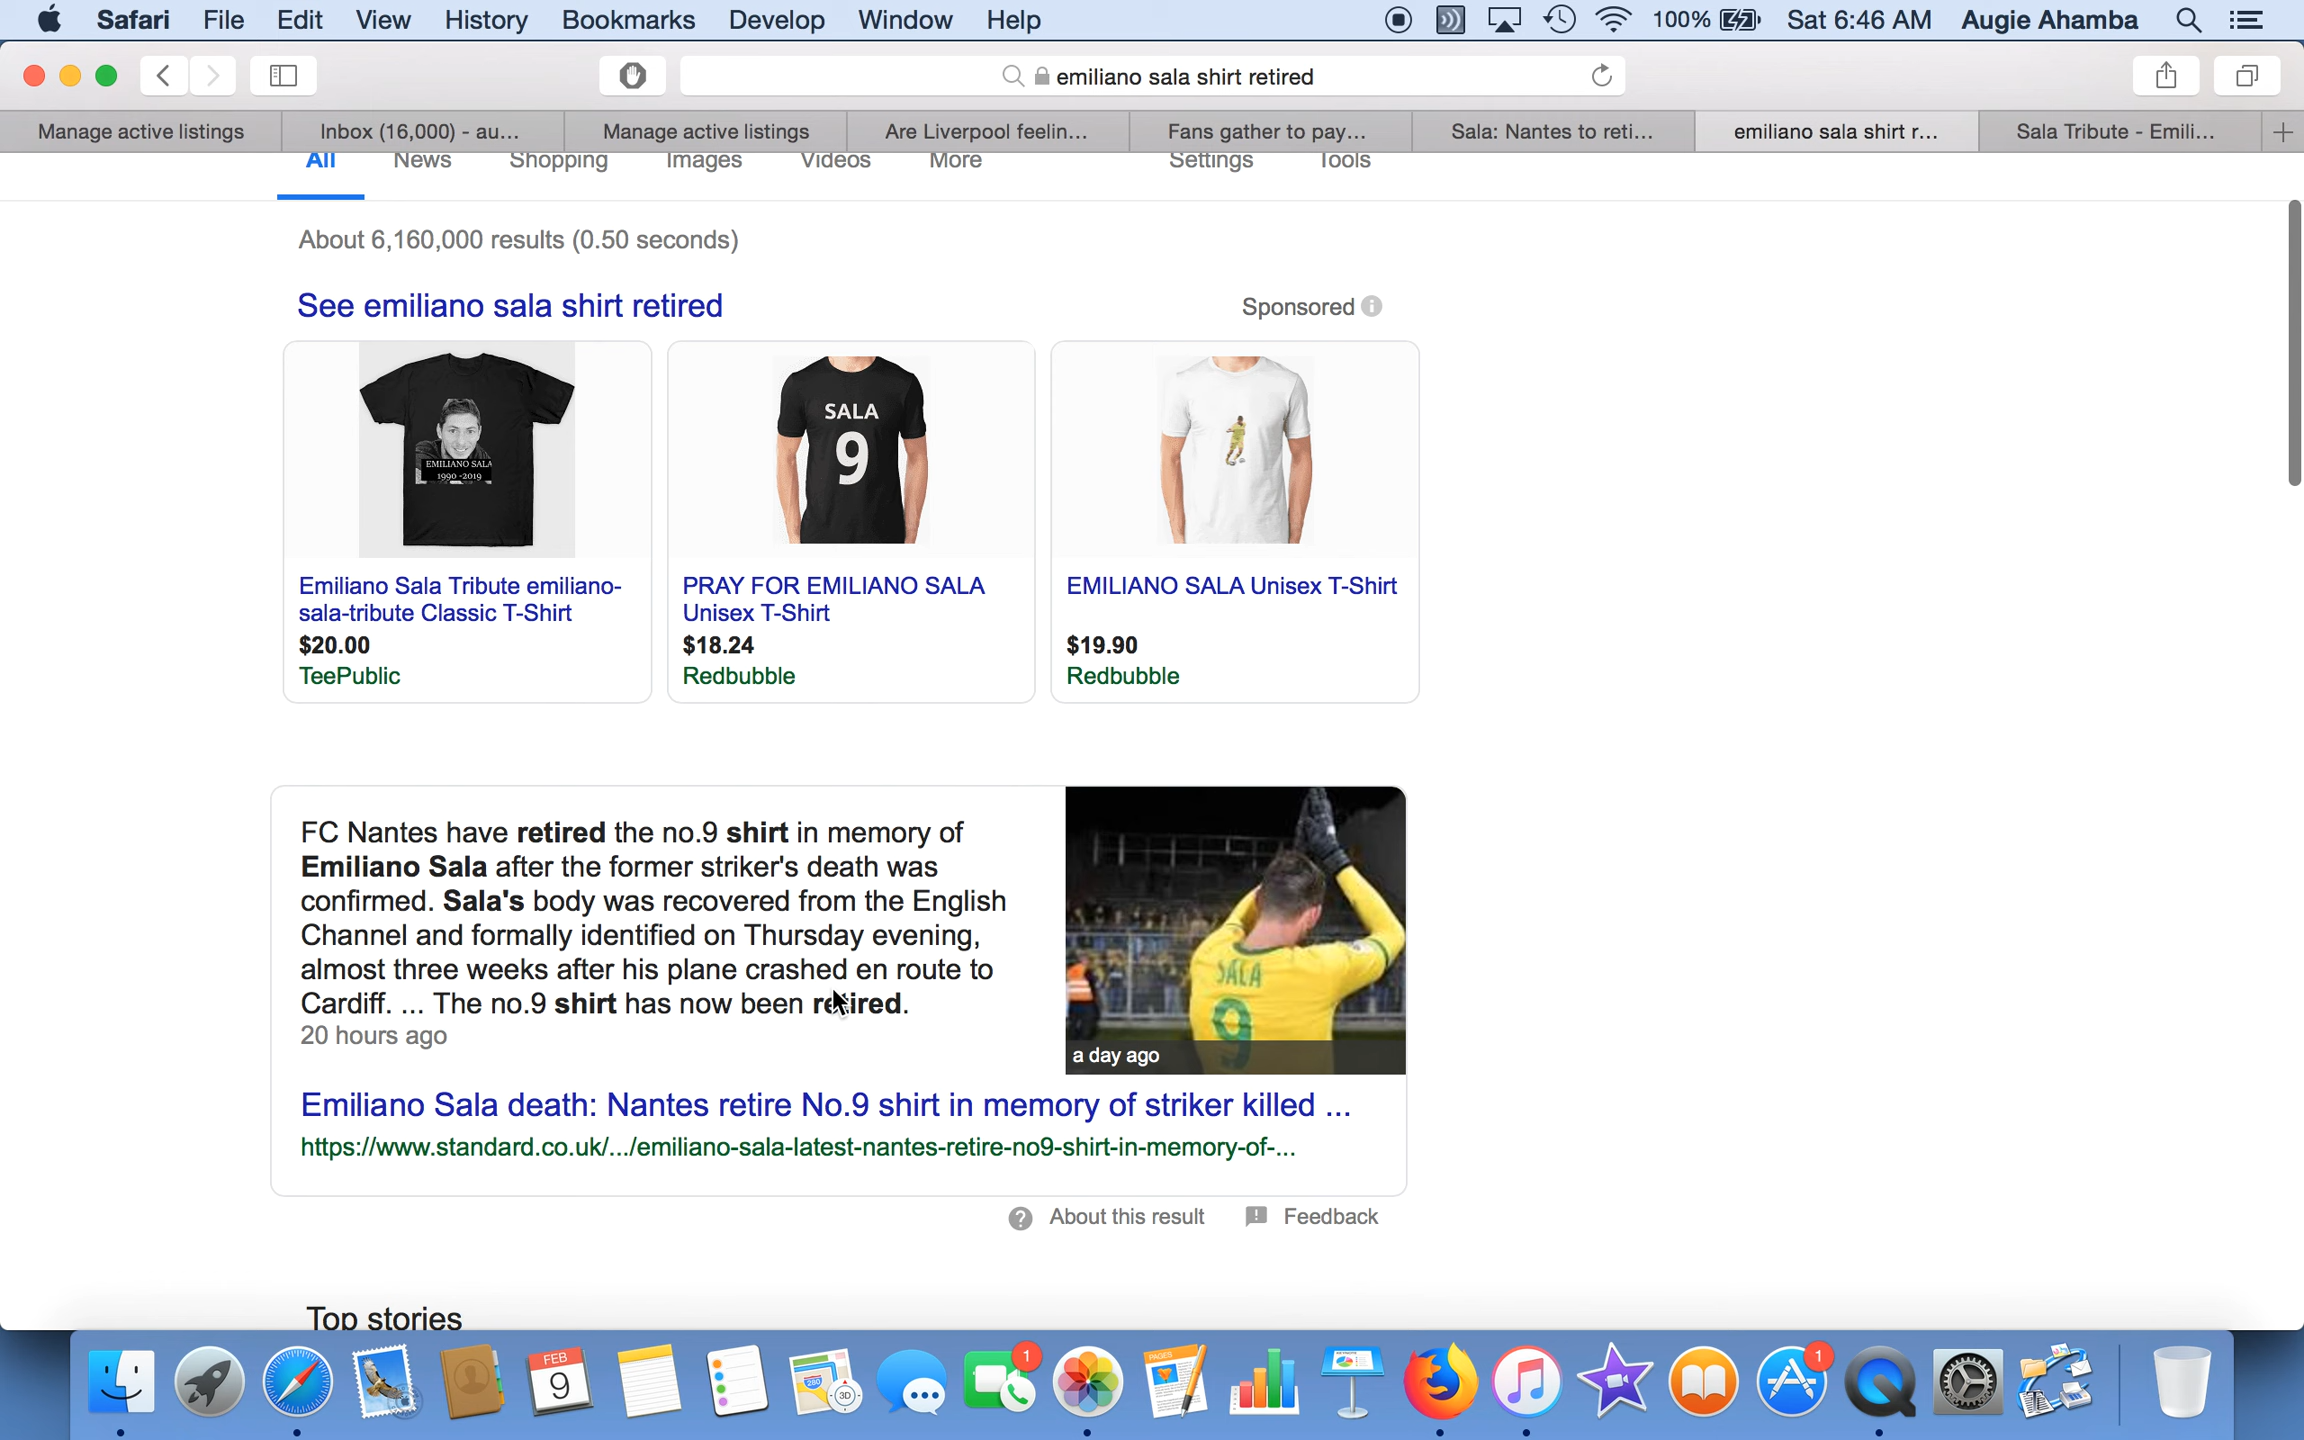 Safari File Edit View History Bookmarks Develop Window Help 100% Sat 6:46 AM Augie Ahamba
emiliano sala shirt retired
Manage active listings Inbox (16,000) - au... Manage active listings Are Liverpool feelin... Fans gather to pay... Sala: Nantes to reti... emiliano sala shirt r... Sala Tribute - Emili...
All News Shopping Images Videos More Settings Tools
About 6,160,000 results (0.50 seconds)
See emiliano sala shirt retired Sponsored
EMILIANO SALA
1990 -2019
SALA
9
Emiliano Sala Tribute emiliano-
sala-tribute Classic T-Shirt
$20.00
TeePublic
PRAY FOR EMILIANO SALA
Unisex T-Shirt
$18.24
Redbubble
EMILIANO SALA Unisex T-Shirt
$19.90
Redbubble
FC Nantes have retired the no.9 shirt in memory of
Emiliano Sala after the former striker's death was
confirmed. Sala's body was recovered from the English
Channel and formally identified on Thursday evening,
almost three weeks after his plane crashed en route to
Cardiff. ... The no.9 shirt has now been retired.
20 hours ago
SALA
9
a day ago
Emiliano Sala death: Nantes retire No.9 shirt in memory of striker killed ...
https://www.standard.co.uk/.../emiliano-sala-latest-nantes-retire-no9-shirt-in-memory-of-...
About this result Feedback
Top stories
FEB
9
280
3D
1
PAGES
1